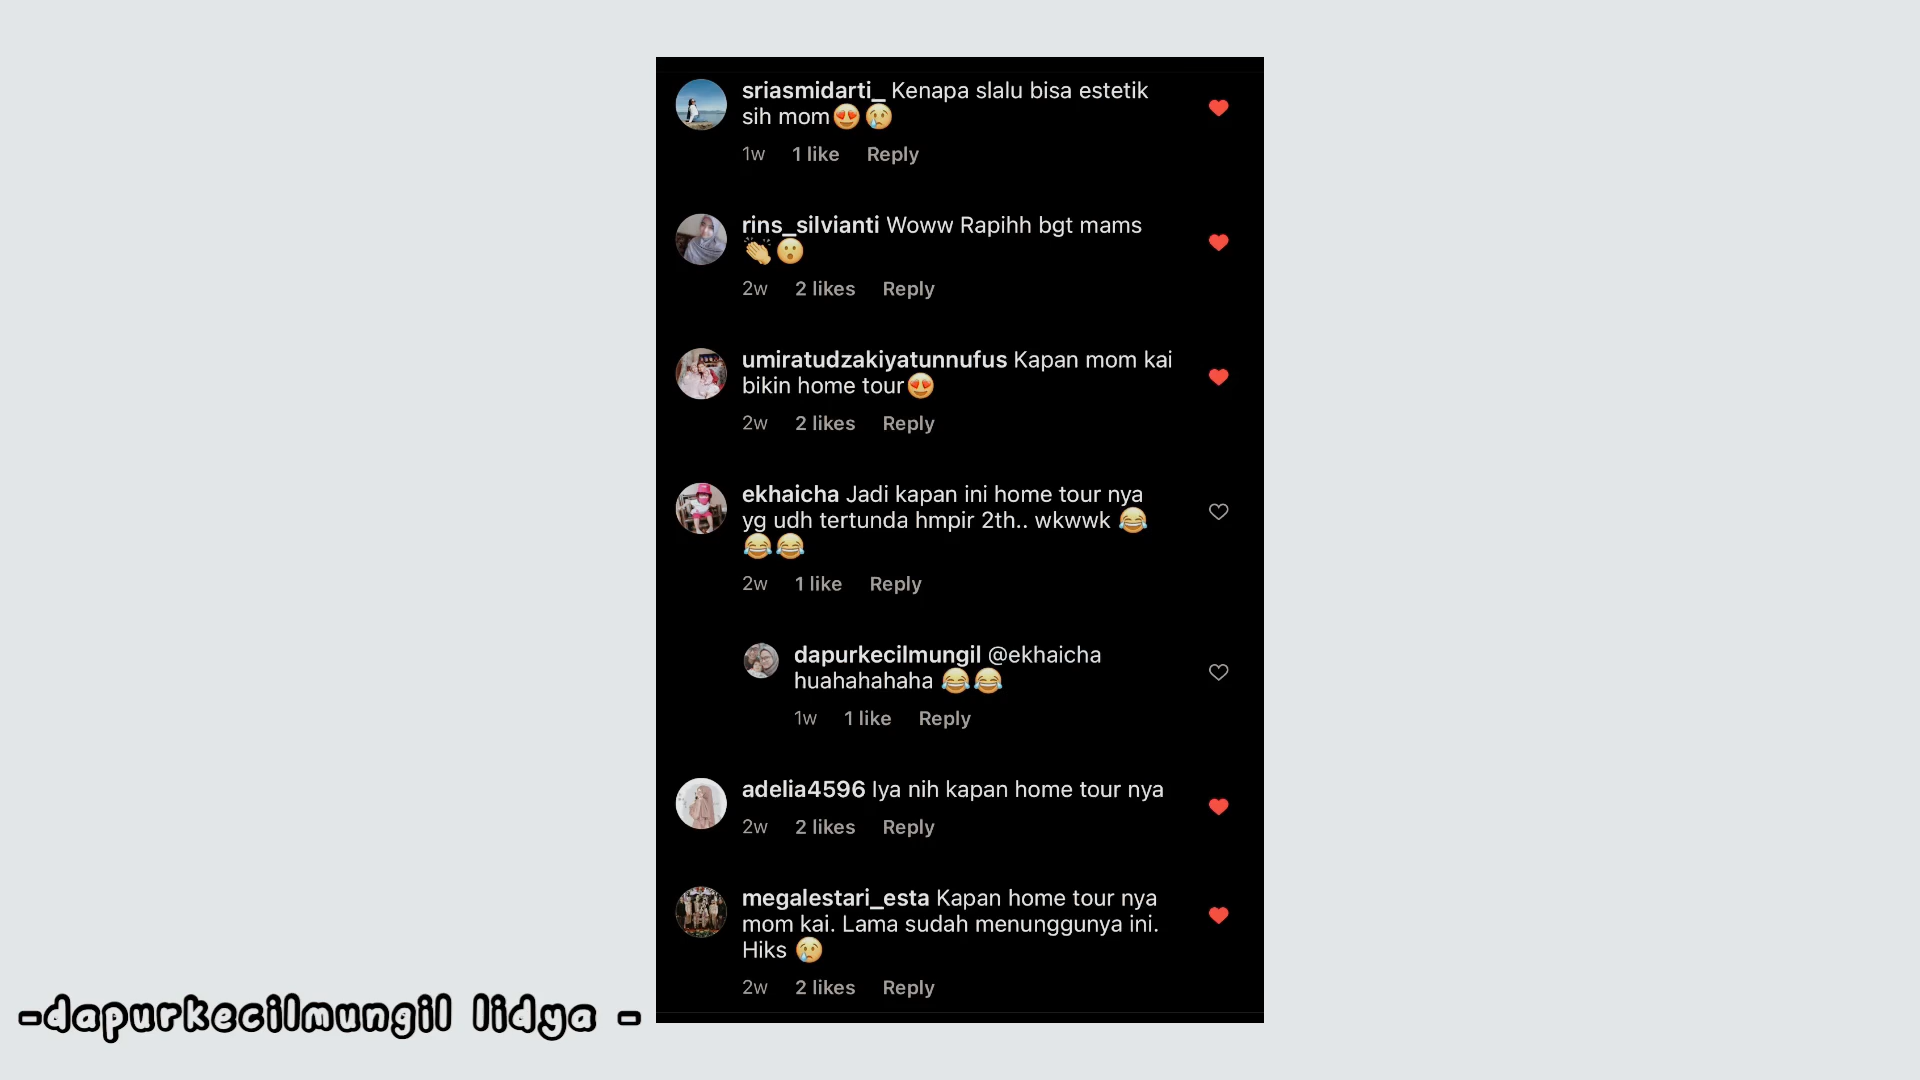 sriasmidarti_ Kenapa slalu bisa estetik
sih mom😍😢
1w 1 like Reply
rins_silvianti Woww Rapihh bgt mams
👏😮
2w 2 likes Reply
umiratudzakiyatunnufus Kapan mom kai
bikin home tour😍
2w 2 likes Reply
ekhaicha Jadi kapan ini home tour nya
yg udh tertunda hmpir 2th.. wkwwk 😂
😂😂
2w 1 like Reply
dapurkecilmungil @ekhaicha
huahahahaha 😂😂
1w 1 like Reply
adelia4596 Iya nih kapan home tour nya
2w 2 likes Reply
megalestari_esta Kapan home tour nya
mom kai. Lama sudah menunggunya ini.
Hiks 😢
2w 2 likes Reply
-dapurkecilmungil lidya -